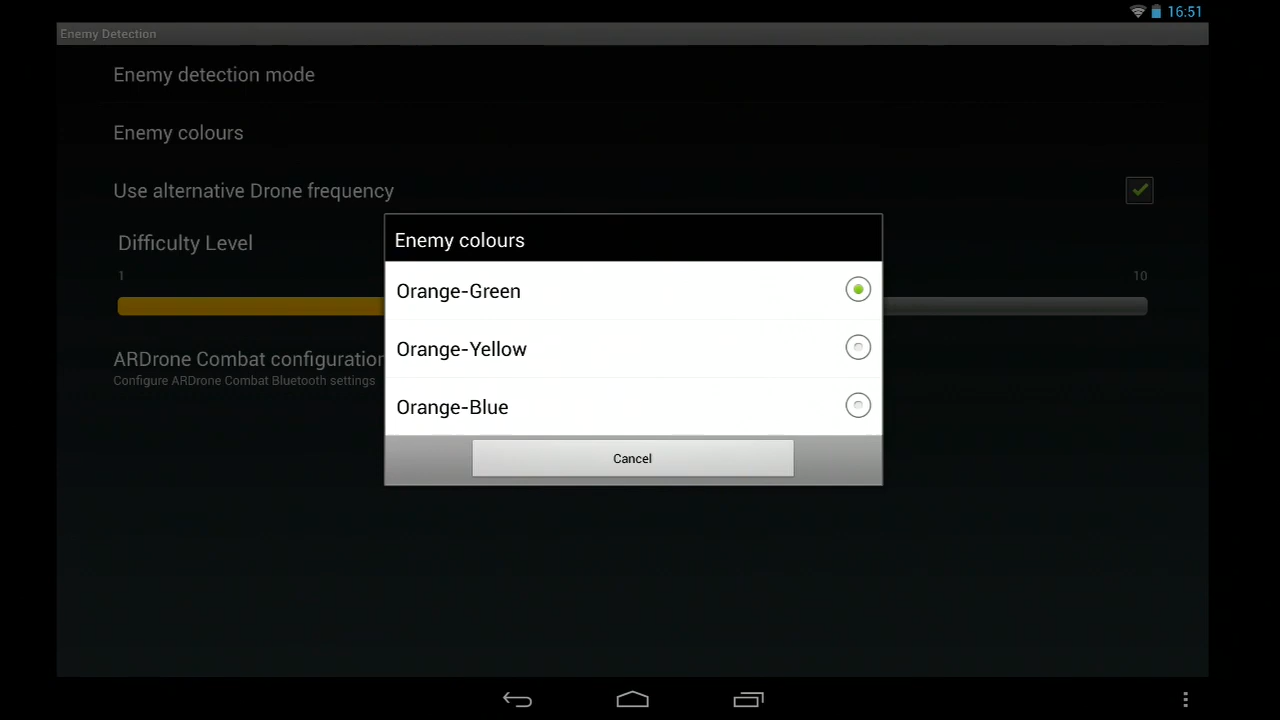 16:51
Enemy Detection
Enemy detection mode
Enemy colours
Use alternative Drone frequency
Difficulty Level
1
10
ARDrone Combat configuration
Configure ARDrone Combat Bluetooth settings
Enemy colours
Orange-Green
Orange-Yellow
Orange-Blue
Cancel